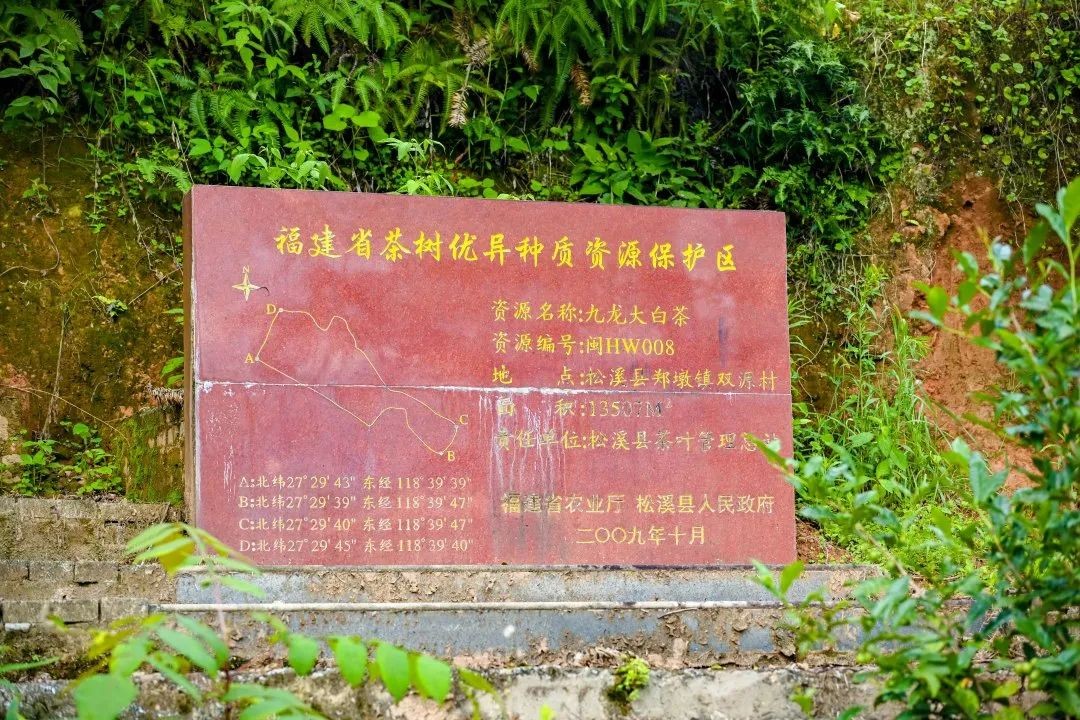 福建省茶树优异种质资源保护区
N
D
A
C
B
资源名称:九龙大白茶
资源编号:闽HW008
地 点:松溪县郑墩镇双源村
面 积:13507M²
责任单位:松溪县茶叶管理总站
A:北纬27°29'43" 东经118°39'39"
B:北纬27°29'39" 东经118°39'47"
C:北纬27°29'40" 东经118°39'47"
D:北纬27°29'45" 东经118°39'40"
福建省农业厅 松溪县人民政府
二〇〇九年十月